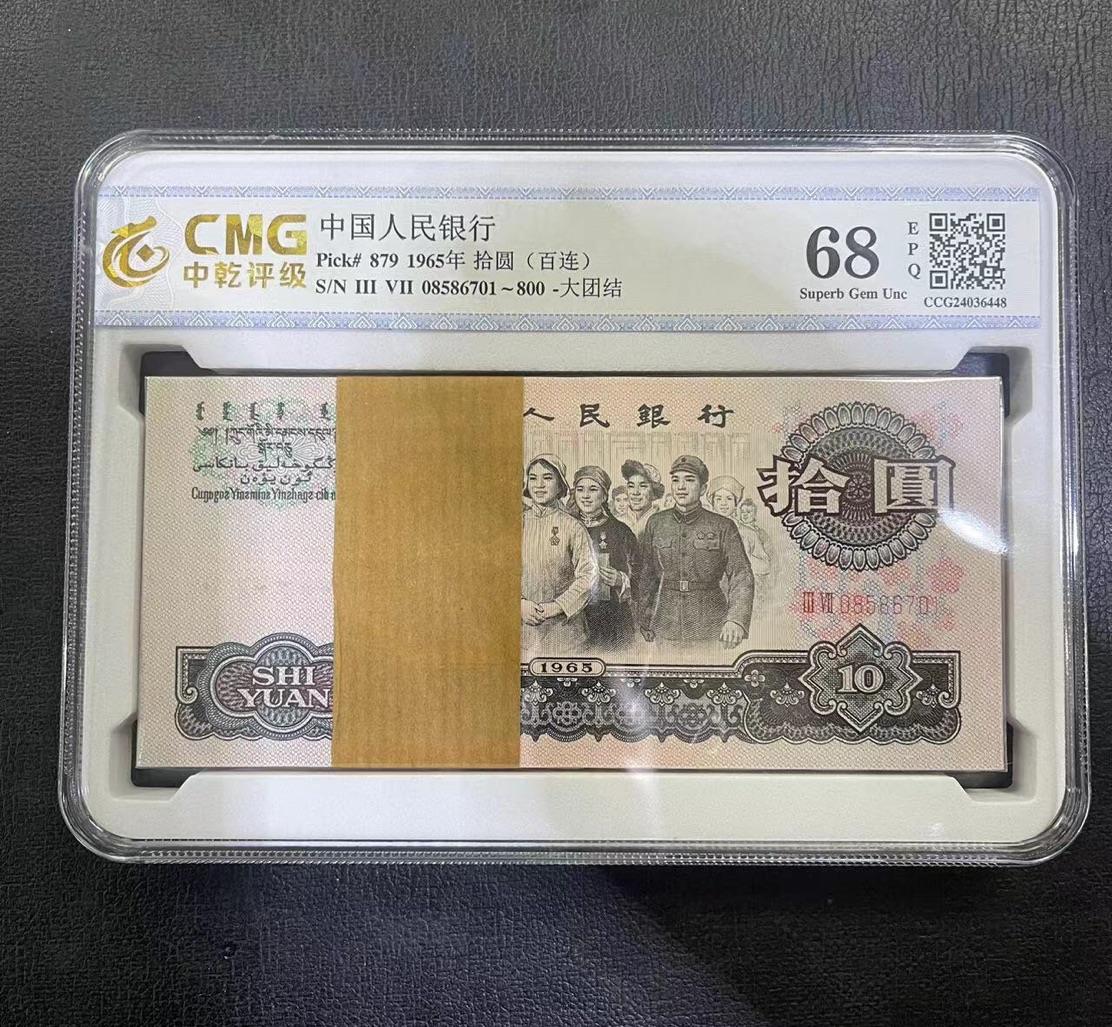 CMG
中乾评级
中国人民银行
Pick# 879 1965年 拾圆（百连）
S/N III VII 08586701~800 -大团结
68
EPQ
Superb Gem Unc
CCG24036448
人民銀行
拾圓
III VII 08586701
SHI
YUAN
1965
10